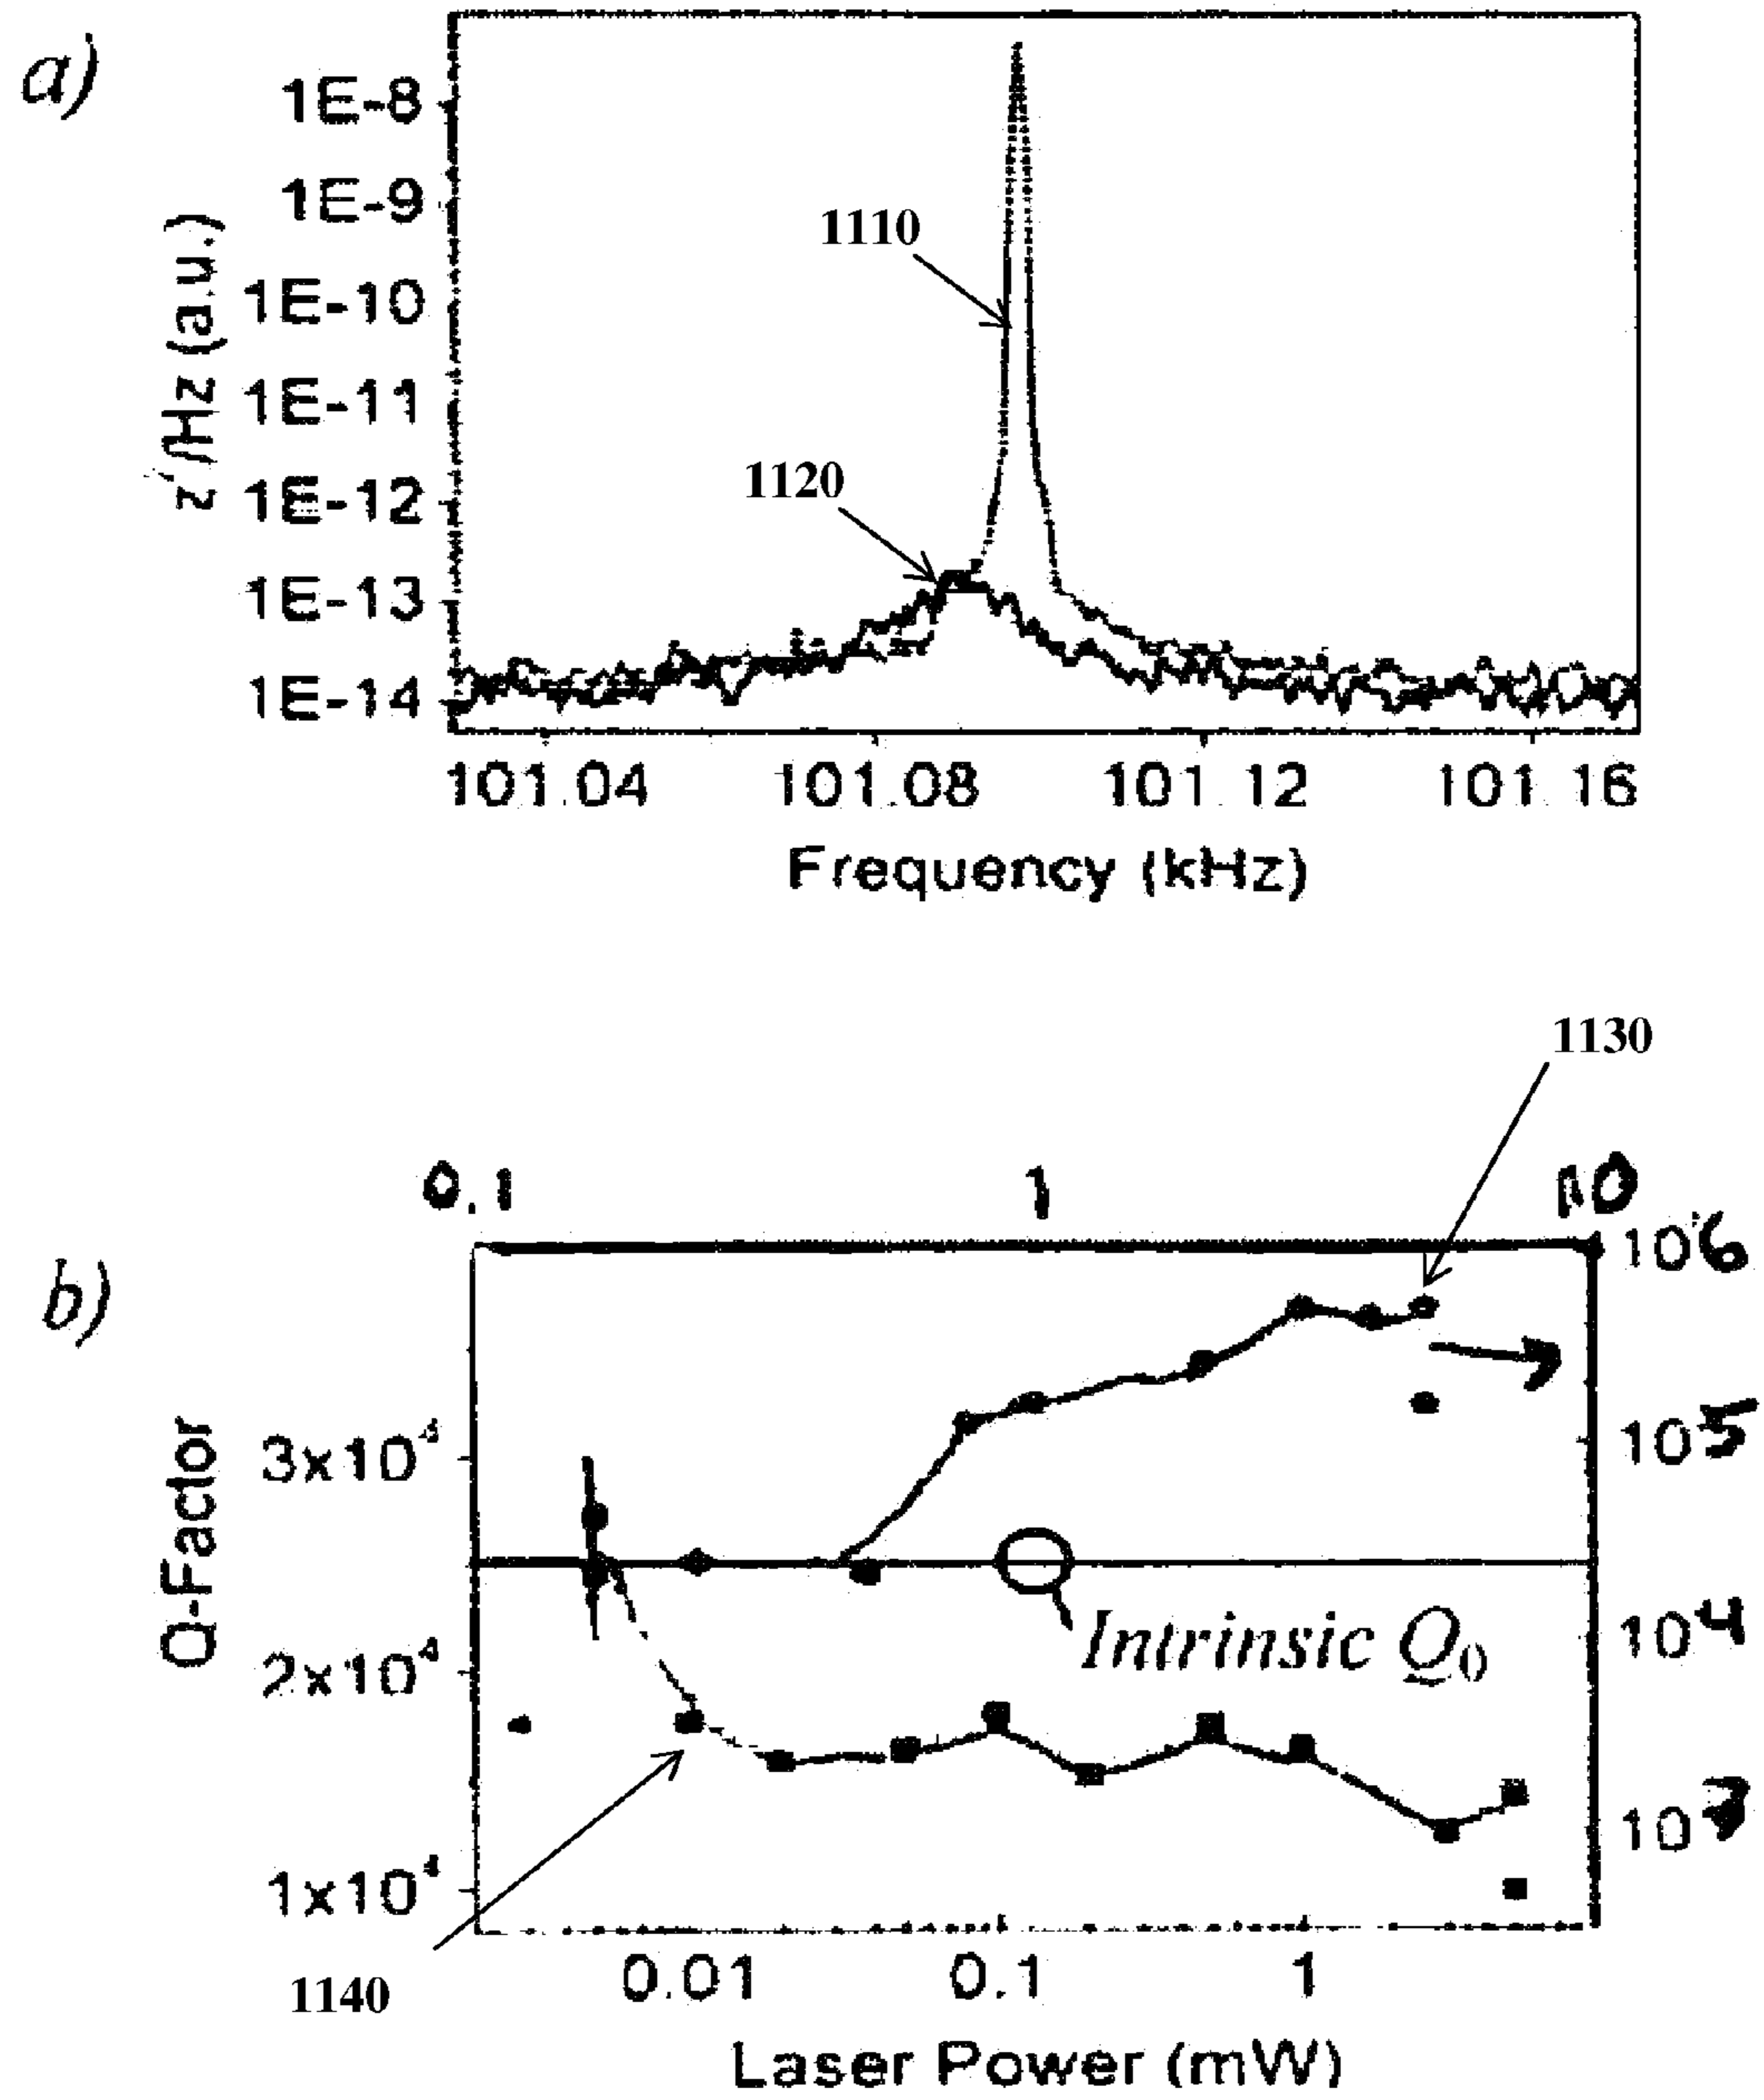 a)
1E-8
1E-9
1110
1E-10
1E-11
1E-12
1120
1E-13
1E-14
z²/Hz (a.u.)
101.04 101.08 101.12 101.16
Frequency (kHz)
1130
0.1 1 10
b)
10⁶
3x10⁴
10⁵
Q-Factor
Intrinsic Q₀
10⁴
2x10⁴
10³
1x10⁴
1140
0.01 0.1 1
Laser Power (mW)